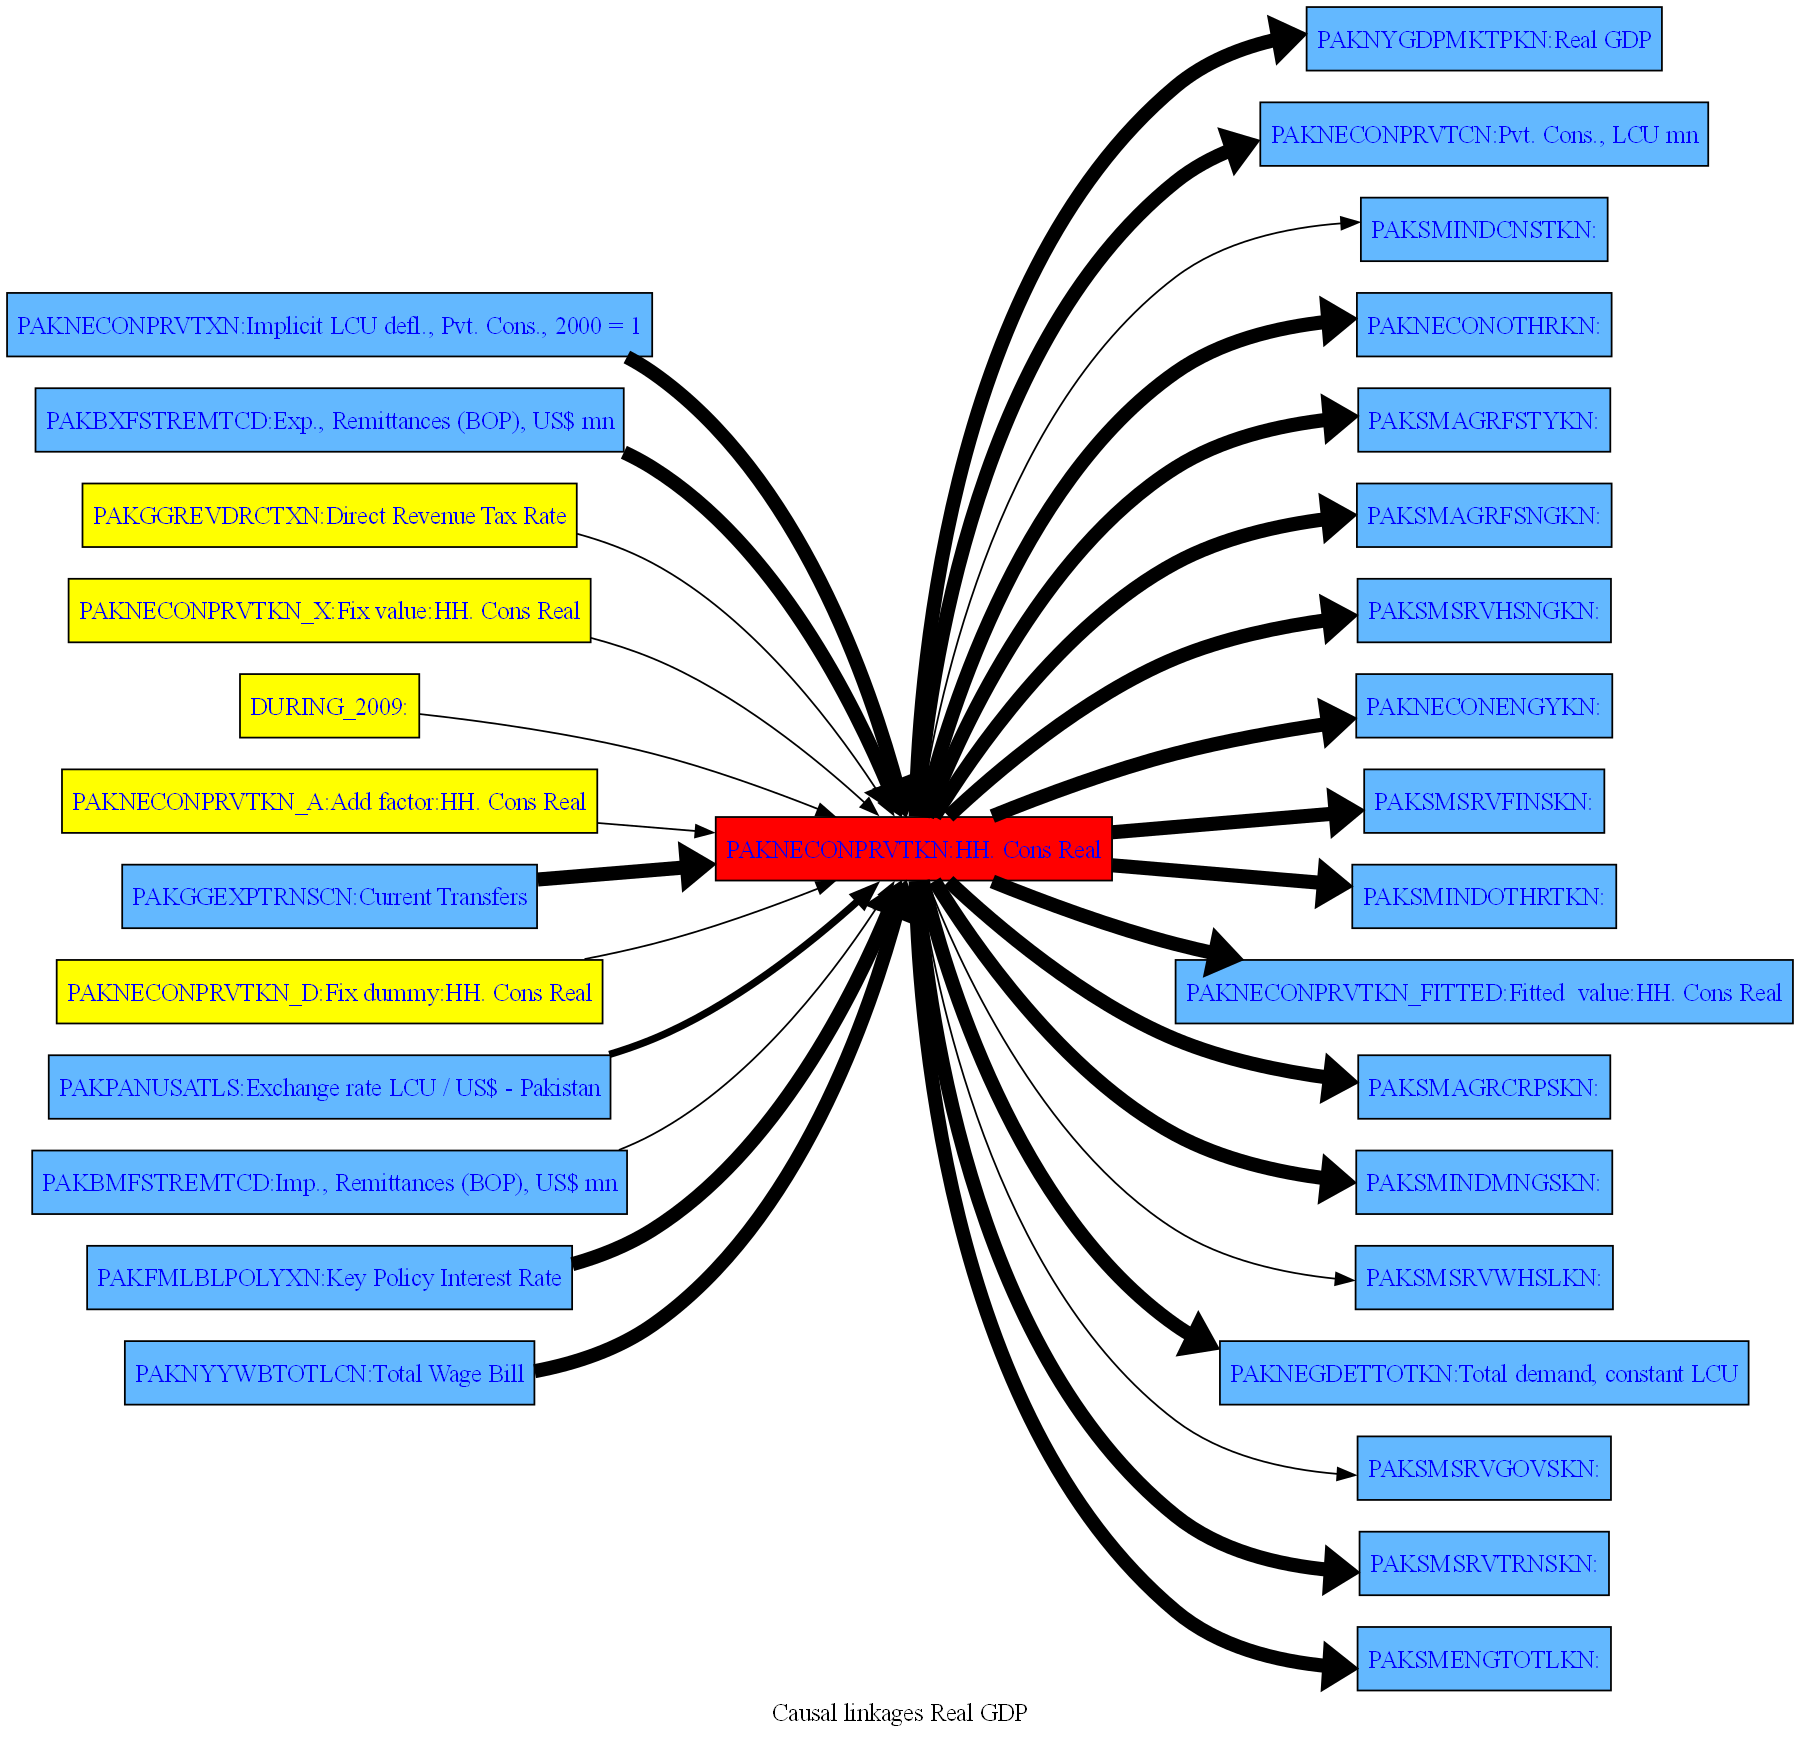 PAKNECONPRVTXN:Implicit LCU defl., Pvt. Cons., 2000 = 1
PAKBXFSTREMTCD:Exp., Remittances (BOP), US$ mn
PAKGGREVDRCTXN:Direct Revenue Tax Rate
PAKNECONPRVTKN_X:Fix value:HH. Cons Real
DURING_2009:
PAKNECONPRVTKN_A:Add factor:HH. Cons Real
PAKGGEXPTRNSCN:Current Transfers
PAKNECONPRVTKN_D:Fix dummy:HH. Cons Real
PAKPANUSATLS:Exchange rate LCU / US$ - Pakistan
PAKBMFSTREMTCD:Imp., Remittances (BOP), US$ mn
PAKFMLBLPOLYXN:Key Policy Interest Rate
PAKNYYWBTOTLCN:Total Wage Bill
PAKNECONPRVTKN:HH. Cons Real
PAKNYGDPMKTPKN:Real GDP
PAKNECONPRVTCN:Pvt. Cons., LCU mn
PAKSMINDCNSTKN:
PAKNECONOTHRKN:
PAKSMAGRFSTYKN:
PAKSMAGRFSNGKN:
PAKSMSRVHSNGKN:
PAKNECONENGYKN:
PAKSMSRVFINSKN:
PAKSMINDOTHRTKN:
PAKNECONPRVTKN_FITTED:Fitted  value:HH. Cons Real
PAKSMAGRCRPSKN:
PAKSMINDMNGSKN:
PAKSMSRVWHSLKN:
PAKNEGDETTOTKN:Total demand, constant LCU
PAKSMSRVGOVSKN:
PAKSMSRVTRNSKN:
PAKSMENGTOTLKN:
Causal linkages Real GDP